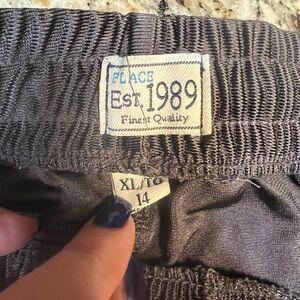 PLACE
EST. 1989
Finest Quality
XL/TG
14